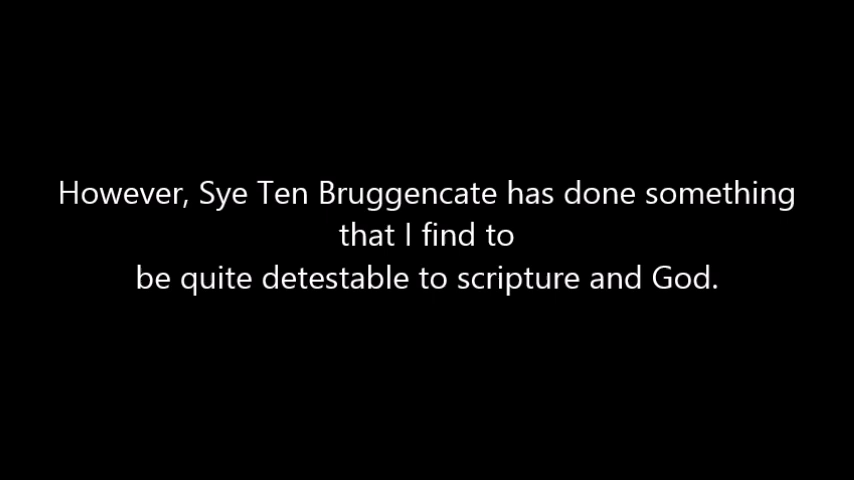 However, Sye Ten Bruggencate has done something
that I find to
be quite detestable to scripture and God.